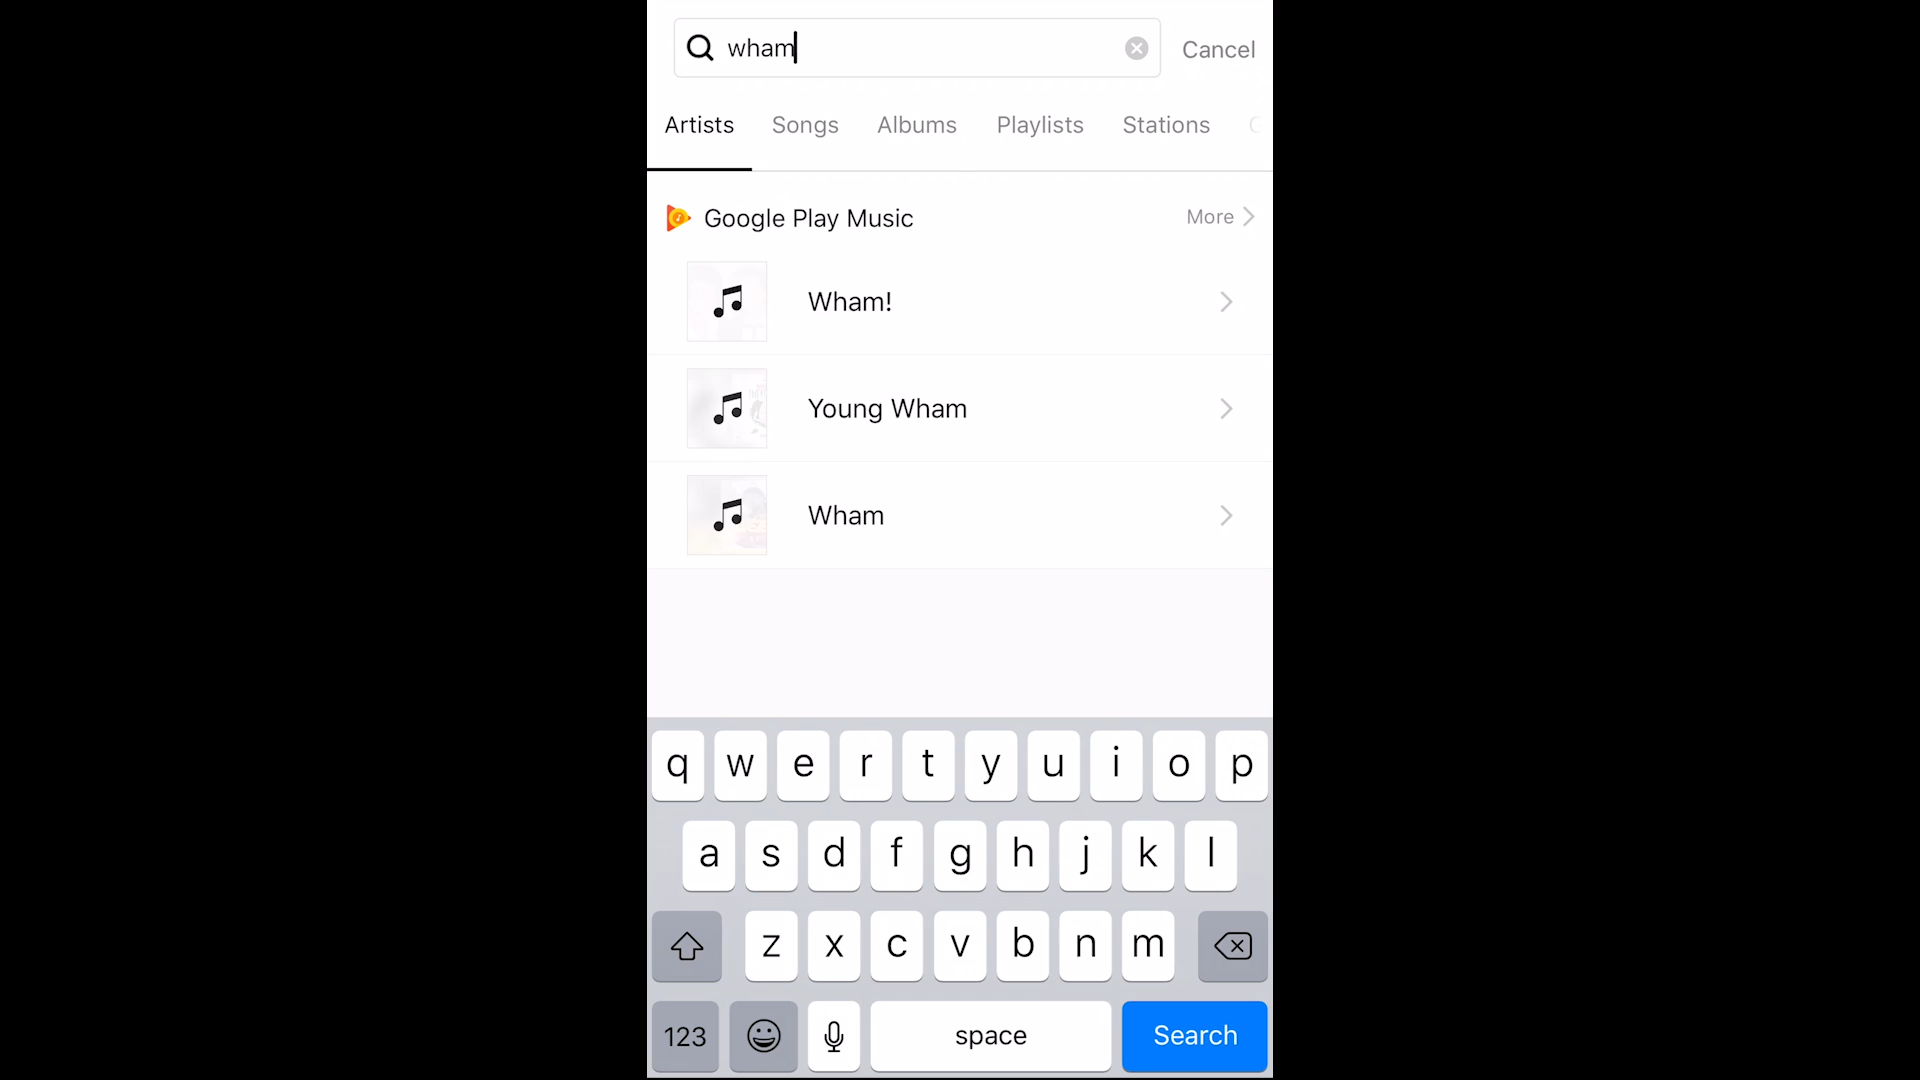 wham
Cancel
Artists Songs Albums Playlists Stations
Google Play Music
More
Wham!
Young Wham
Wham
q w e r t y u i o p
a s d f g h j k l
z x c v b n m
123 space Search